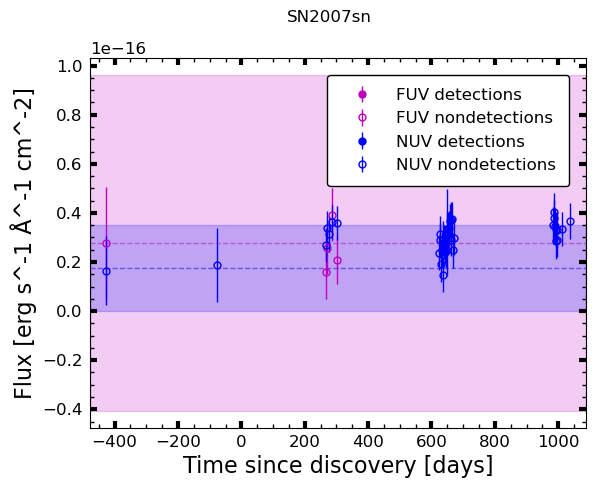 SN2007sn
1e−16
1.0
0.8
0.6
0.4
0.2
0.0
−0.2
−0.4
Flux [erg s^-1 Å^-1 cm^-2]
FUV detections
FUV nondetections
NUV detections
NUV nondetections
−400 −200 0 200 400 600 800 1000
Time since discovery [days]